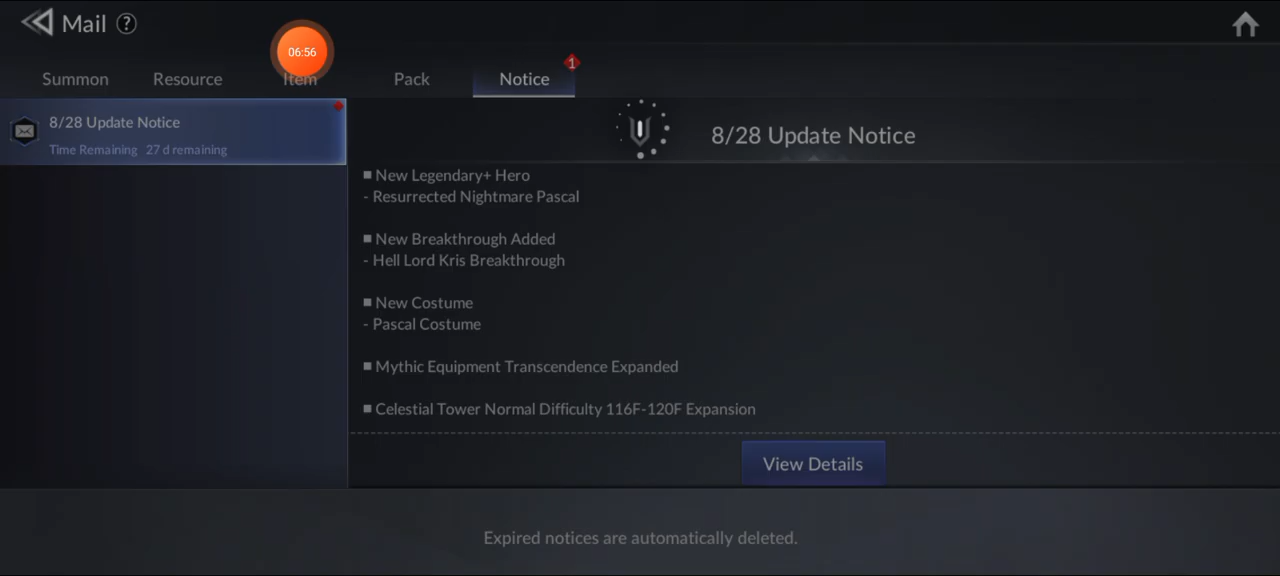 Mail ?
06:56
Summon Resource Item Pack Notice 1
8/28 Update Notice
Time Remaining 27 d remaining
8/28 Update Notice
■ New Legendary+ Hero
- Resurrected Nightmare Pascal
■ New Breakthrough Added
- Hell Lord Kris Breakthrough
■ New Costume
- Pascal Costume
■ Mythic Equipment Transcendence Expanded
■ Celestial Tower Normal Difficulty 116F-120F Expansion
View Details
Expired notices are automatically deleted.